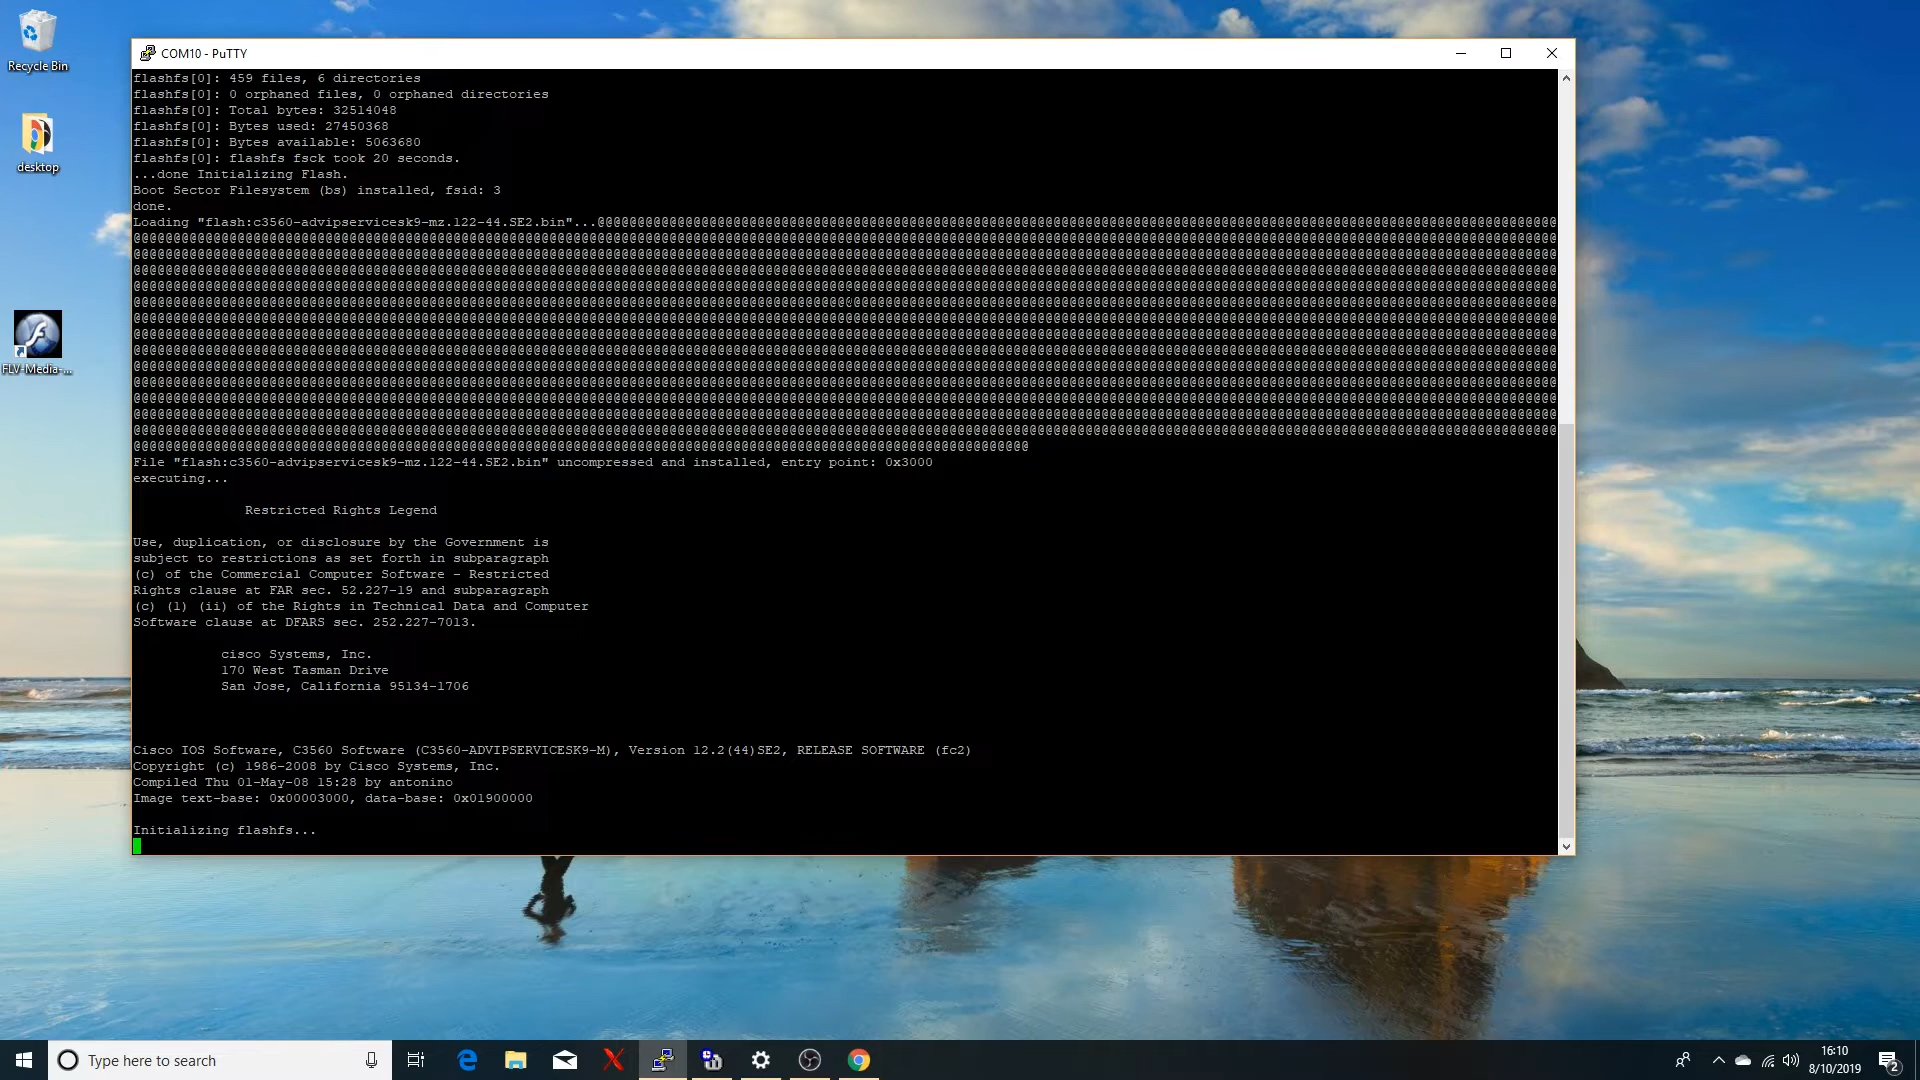 Recycle Bin
desktop
FLV-Media-...
COM10 - PuTTY
flashfs[0]: 459 files, 6 directories
flashfs[0]: 0 orphaned files, 0 orphaned directories
flashfs[0]: Total bytes: 32514048
flashfs[0]: Bytes used: 27450368
flashfs[0]: Bytes available: 5063680
flashfs[0]: flashfs fsck took 20 seconds.
...done Initializing Flash.
Boot Sector Filesystem (bs) installed, fsid: 3
done.
Loading "flash:c3560-advipservicesk9-mz.122-44.SE2.bin"...
File "flash:c3560-advipservicesk9-mz.122-44.SE2.bin" uncompressed and installed, entry point: 0x3000
executing...
Restricted Rights Legend
Use, duplication, or disclosure by the Government is
subject to restrictions as set forth in subparagraph
(c) of the Commercial Computer Software - Restricted
Rights clause at FAR sec. 52.227-19 and subparagraph
(c) (1) (ii) of the Rights in Technical Data and Computer
Software clause at DFARS sec. 252.227-7013.
cisco Systems, Inc.
170 West Tasman Drive
San Jose, California 95134-1706
Cisco IOS Software, C3560 Software (C3560-ADVIPSERVICESK9-M), Version 12.2(44)SE2, RELEASE SOFTWARE (fc2)
Copyright (c) 1986-2008 by Cisco Systems, Inc.
Compiled Thu 01-May-08 15:28 by antonino
Image text-base: 0x00003000, data-base: 0x01900000
Initializing flashfs...
Type here to search
16:10
8/10/2019
2